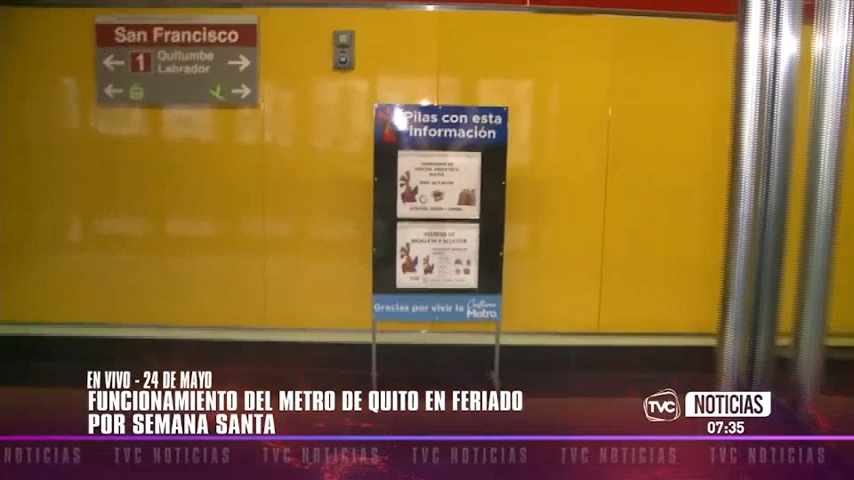 San Francisco
1 Quitumbe
Labrador
Pilas con esta
Información
INGRESO DE
Gracias por vivir la Cultura
Metro
EN VIVO - 24 DE MAYO
FUNCIONAMIENTO DEL METRO DE QUITO EN FERIADO
POR SEMANA SANTA
TVC NOTICIAS
07:35
NOTICIAS TVC NOTICIAS TVC NOTICIAS TVC NOTICIAS TVC NOTICIAS TVC NOTICIAS